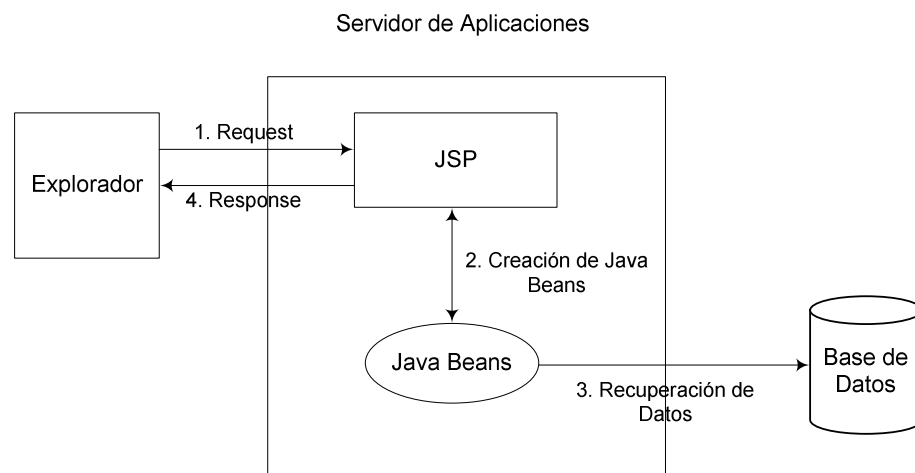 Servidor de Aplicaciones
1. Request
JSP
Explorador
4. Response
2. Creación de Java
Beans
Java Beans
Base de
Datos
3. Recuperación de
Datos